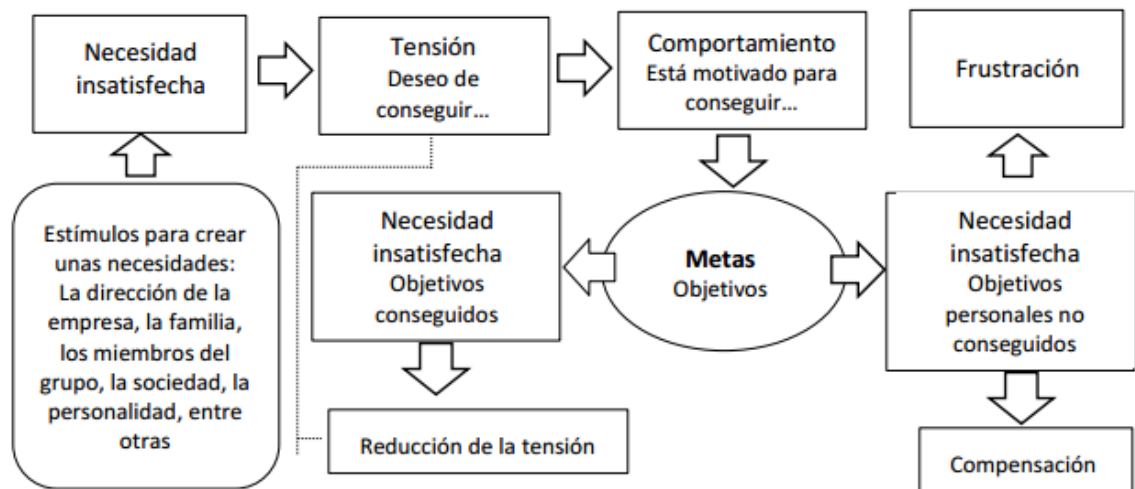 Necesidad
insatisfecha
Tensión
Deseo de
conseguir...
Comportamiento
Está motivado para
conseguir...
Frustración
Estímulos para crear
unas necesidades:
La dirección de la
empresa, la familia,
los miembros del
grupo, la sociedad, la
personalidad, entre
otras
Necesidad
insatisfecha
Objetivos
conseguidos
Metas
Objetivos
Necesidad
insatisfecha
Objetivos
personales no
conseguidos
Reducción de la tensión
Compensación